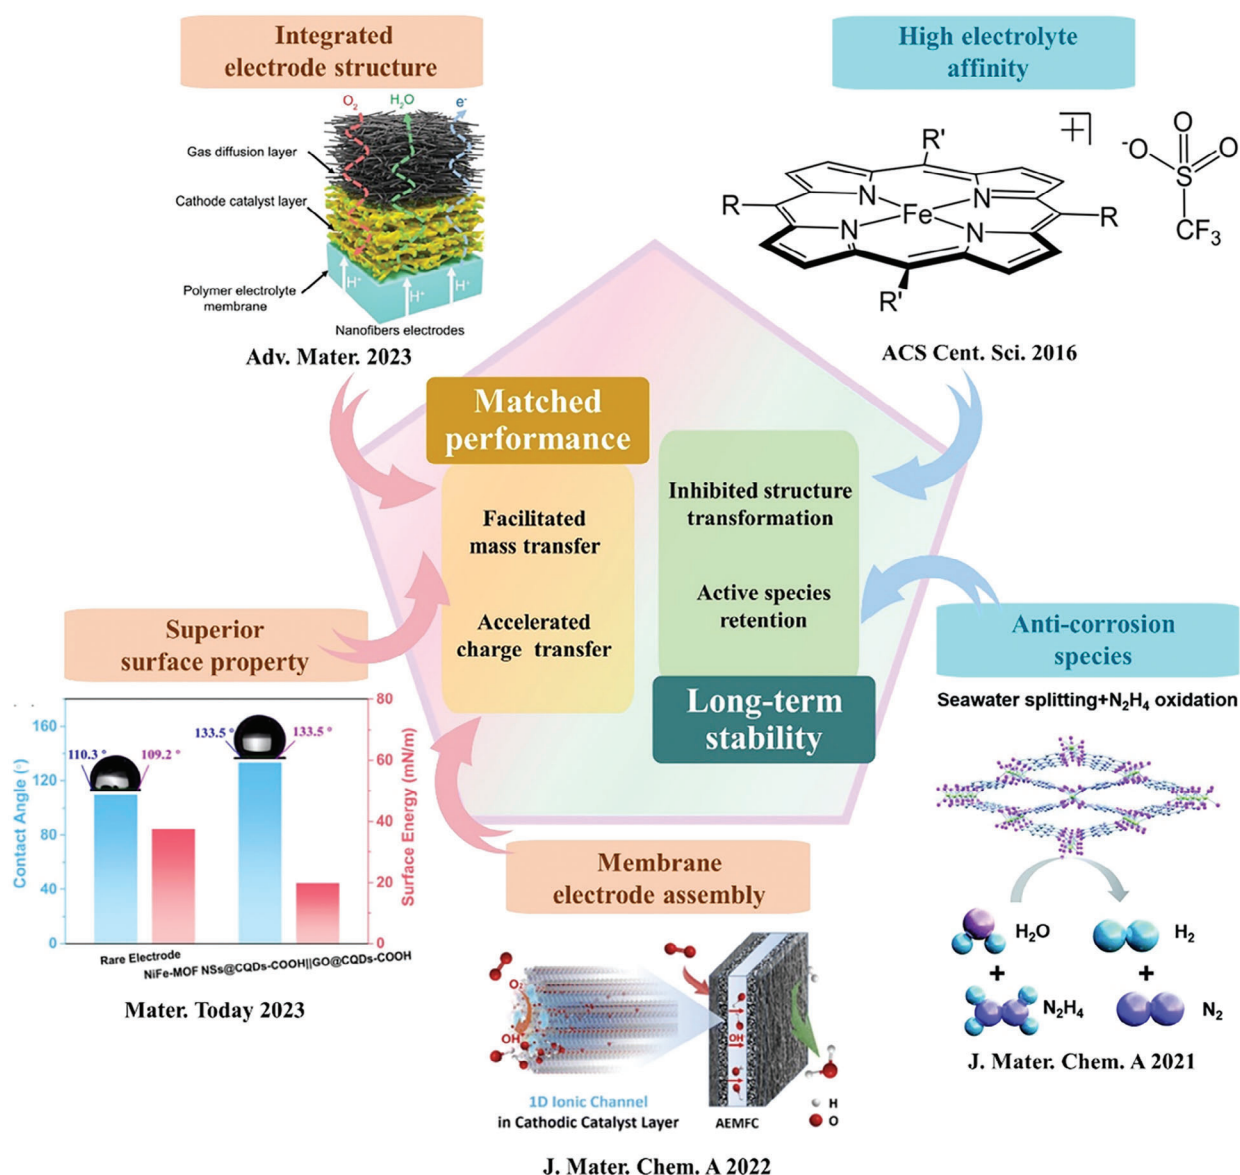 Integrated
electrode structure
O₂
H₂O
e⁻
Gas diffusion layer
Cathode catalyst layer
Polymer electrolyte
membrane
H⁺
H⁺
H⁺
Nanofibers electrodes
Adv. Mater. 2023
High electrolyte
affinity
R'
+
N
N
R
Fe
R
N
N
R'
O
⁻O
O
S
CF₃
ACS Cent. Sci. 2016
Matched
performance
Facilitated
mass transfer
Accelerated
charge transfer
Inhibited structure
transformation
Active species
retention
Long-term
stability
Superior
surface property
Contact Angle (°)
160
120
80
40
0
110.3 °
109.2 °
133.5 °
133.5 °
80
60
40
20
0
Surface Energy (mN/m)
Rare Electrode
NiFe-MOF NSs@CQDs-COOH||GO@CQDs-COOH
Mater. Today 2023
Membrane
electrode assembly
O₂
OH⁻
OH⁻
1D Ionic Channel
in Cathodic Catalyst Layer
AEMFC
H
O
J. Mater. Chem. A 2022
Anti-corrosion
species
Seawater splitting+N₂H₄ oxidation
H₂O
H₂
+
+
N₂H₄
N₂
J. Mater. Chem. A 2021